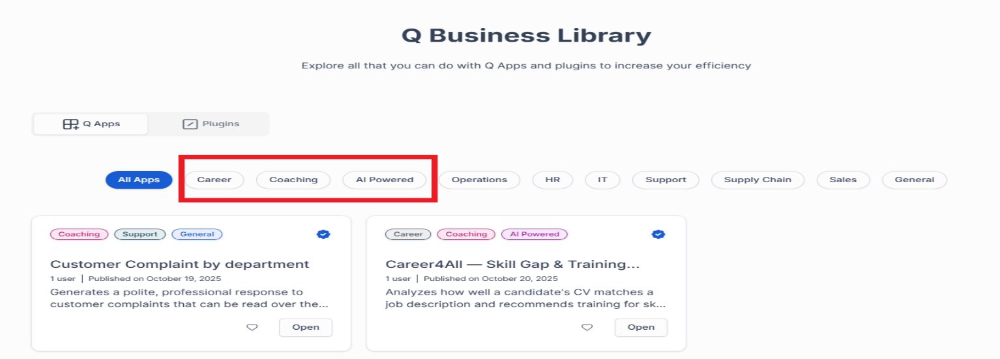 Q Business Library
Explore all that you can do with Q Apps and plugins to increase your efficiency
Q Apps Plugins
All Apps Career Coaching AI Powered Operations HR IT Support Supply Chain Sales General
Coaching Support General
Customer Complaint by department
1 user | Published on October 19, 2025
Generates a polite, professional response to
customer complaints that can be read over the...
Open
Career Coaching AI Powered
Career4All — Skill Gap & Training...
1 user | Published on October 20, 2025
Analyzes how well a candidate's CV matches a
job description and recommends training for sk...
Open